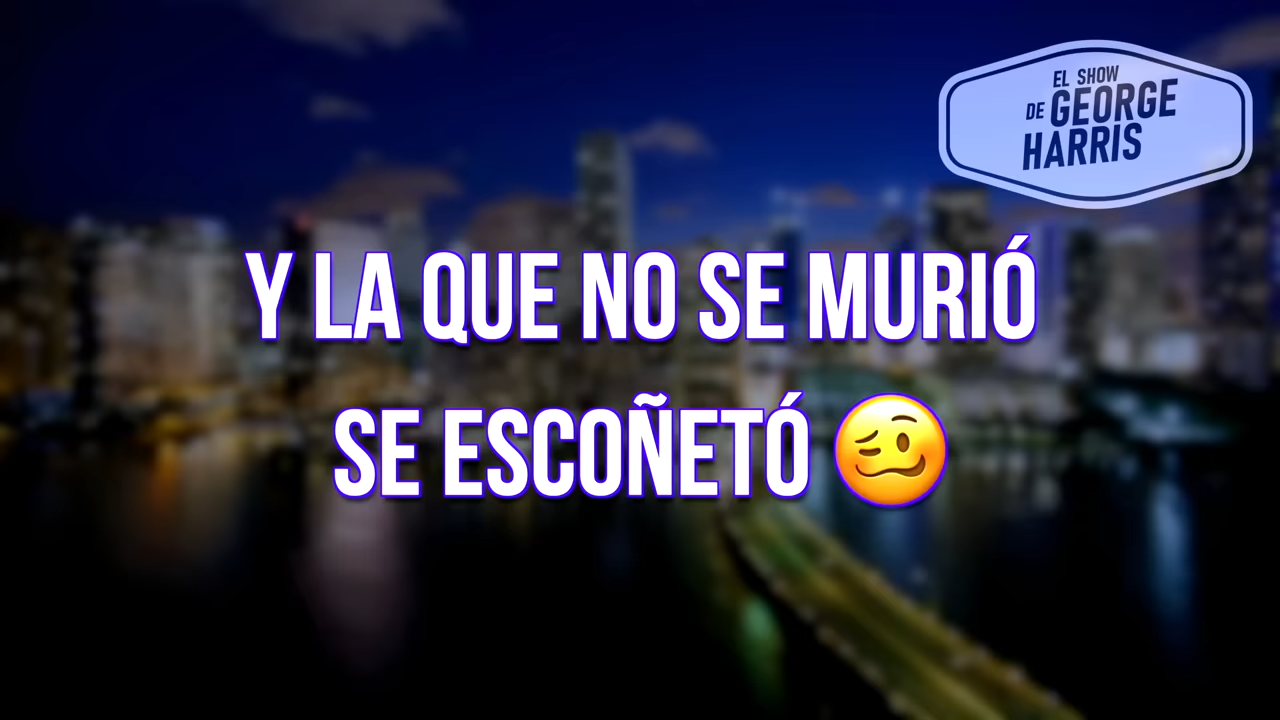 EL SHOW
DE GEORGE
HARRIS
Y LA QUE NO SE MURIÓ
SE ESCOÑETÓ 🥴